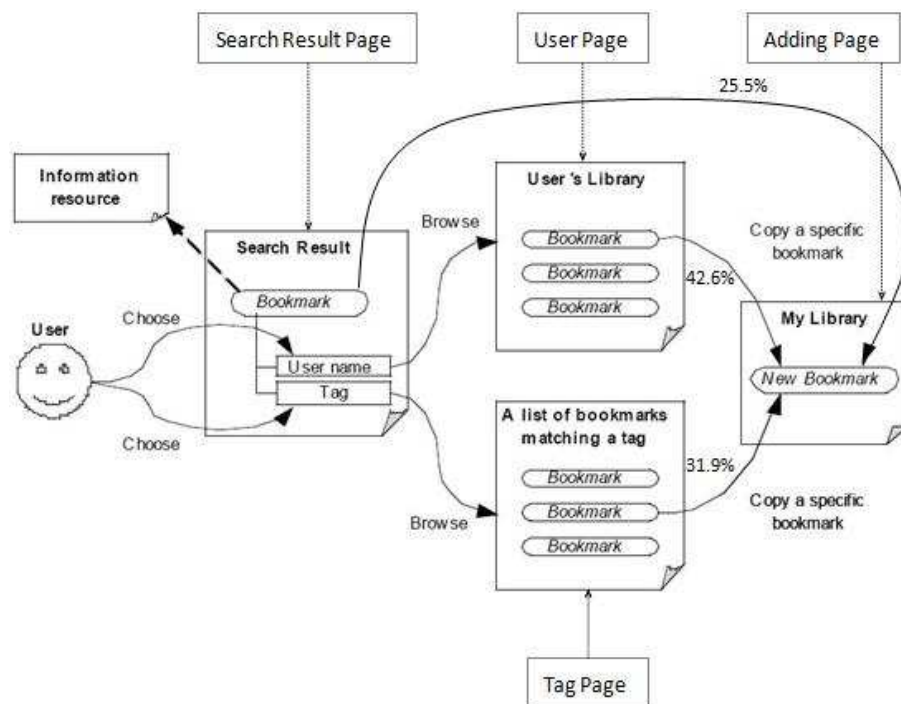 Search Result Page
User Page
Adding Page
25.5%
Information
resource
User's Library
Browse
Bookmark
Copy a specific
bookmark
Search Result
42.6%
Bookmark
Bookmark
Bookmark
Choose
My Library
User
User name
New Bookmark
Tag
A list of bookmarks
matching a tag
Choose
31.9%
Bookmark
Copy a specific
bookmark
Browse
Bookmark
Bookmark
Tag Page